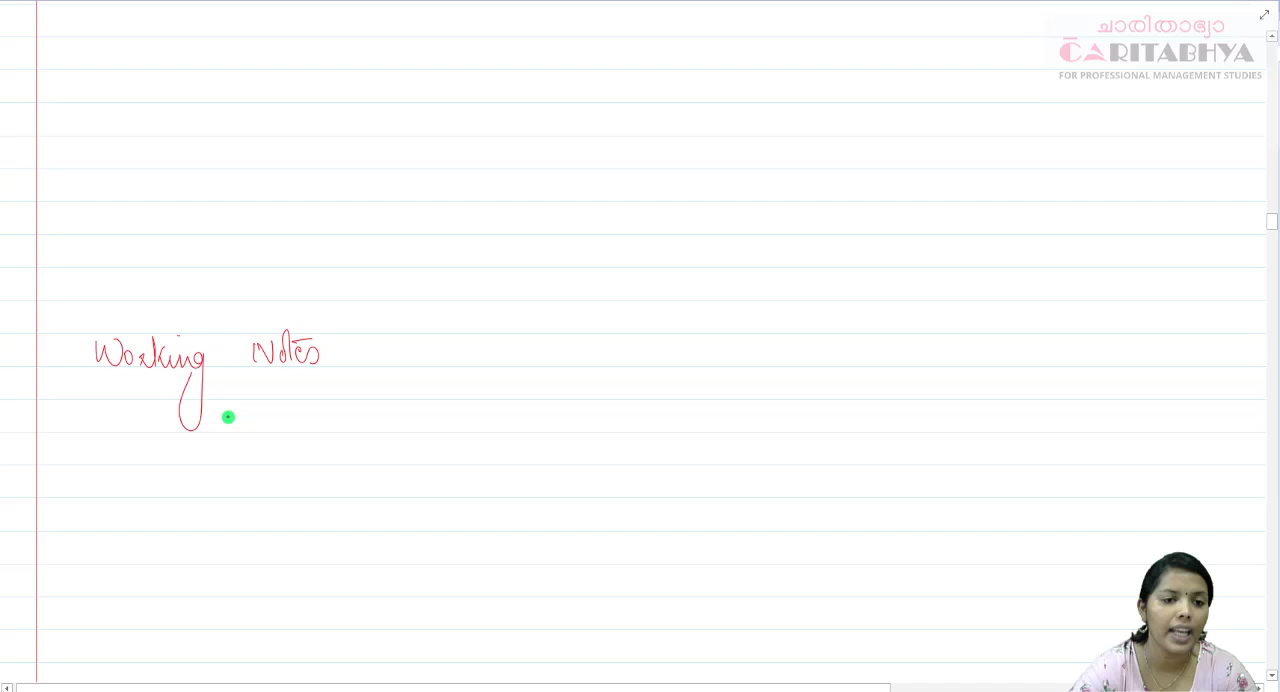 ചാരിതാഭ്യാ
CARITABHYA
FOR PROFESSIONAL MANAGEMENT STUDIES
Working Notes